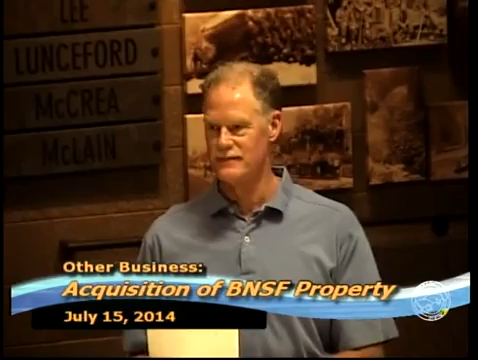 LEE
LUNCEFORD
McCREA
McLAIN
Other Business:
Acquisition of BNSF Property
July 15, 2014